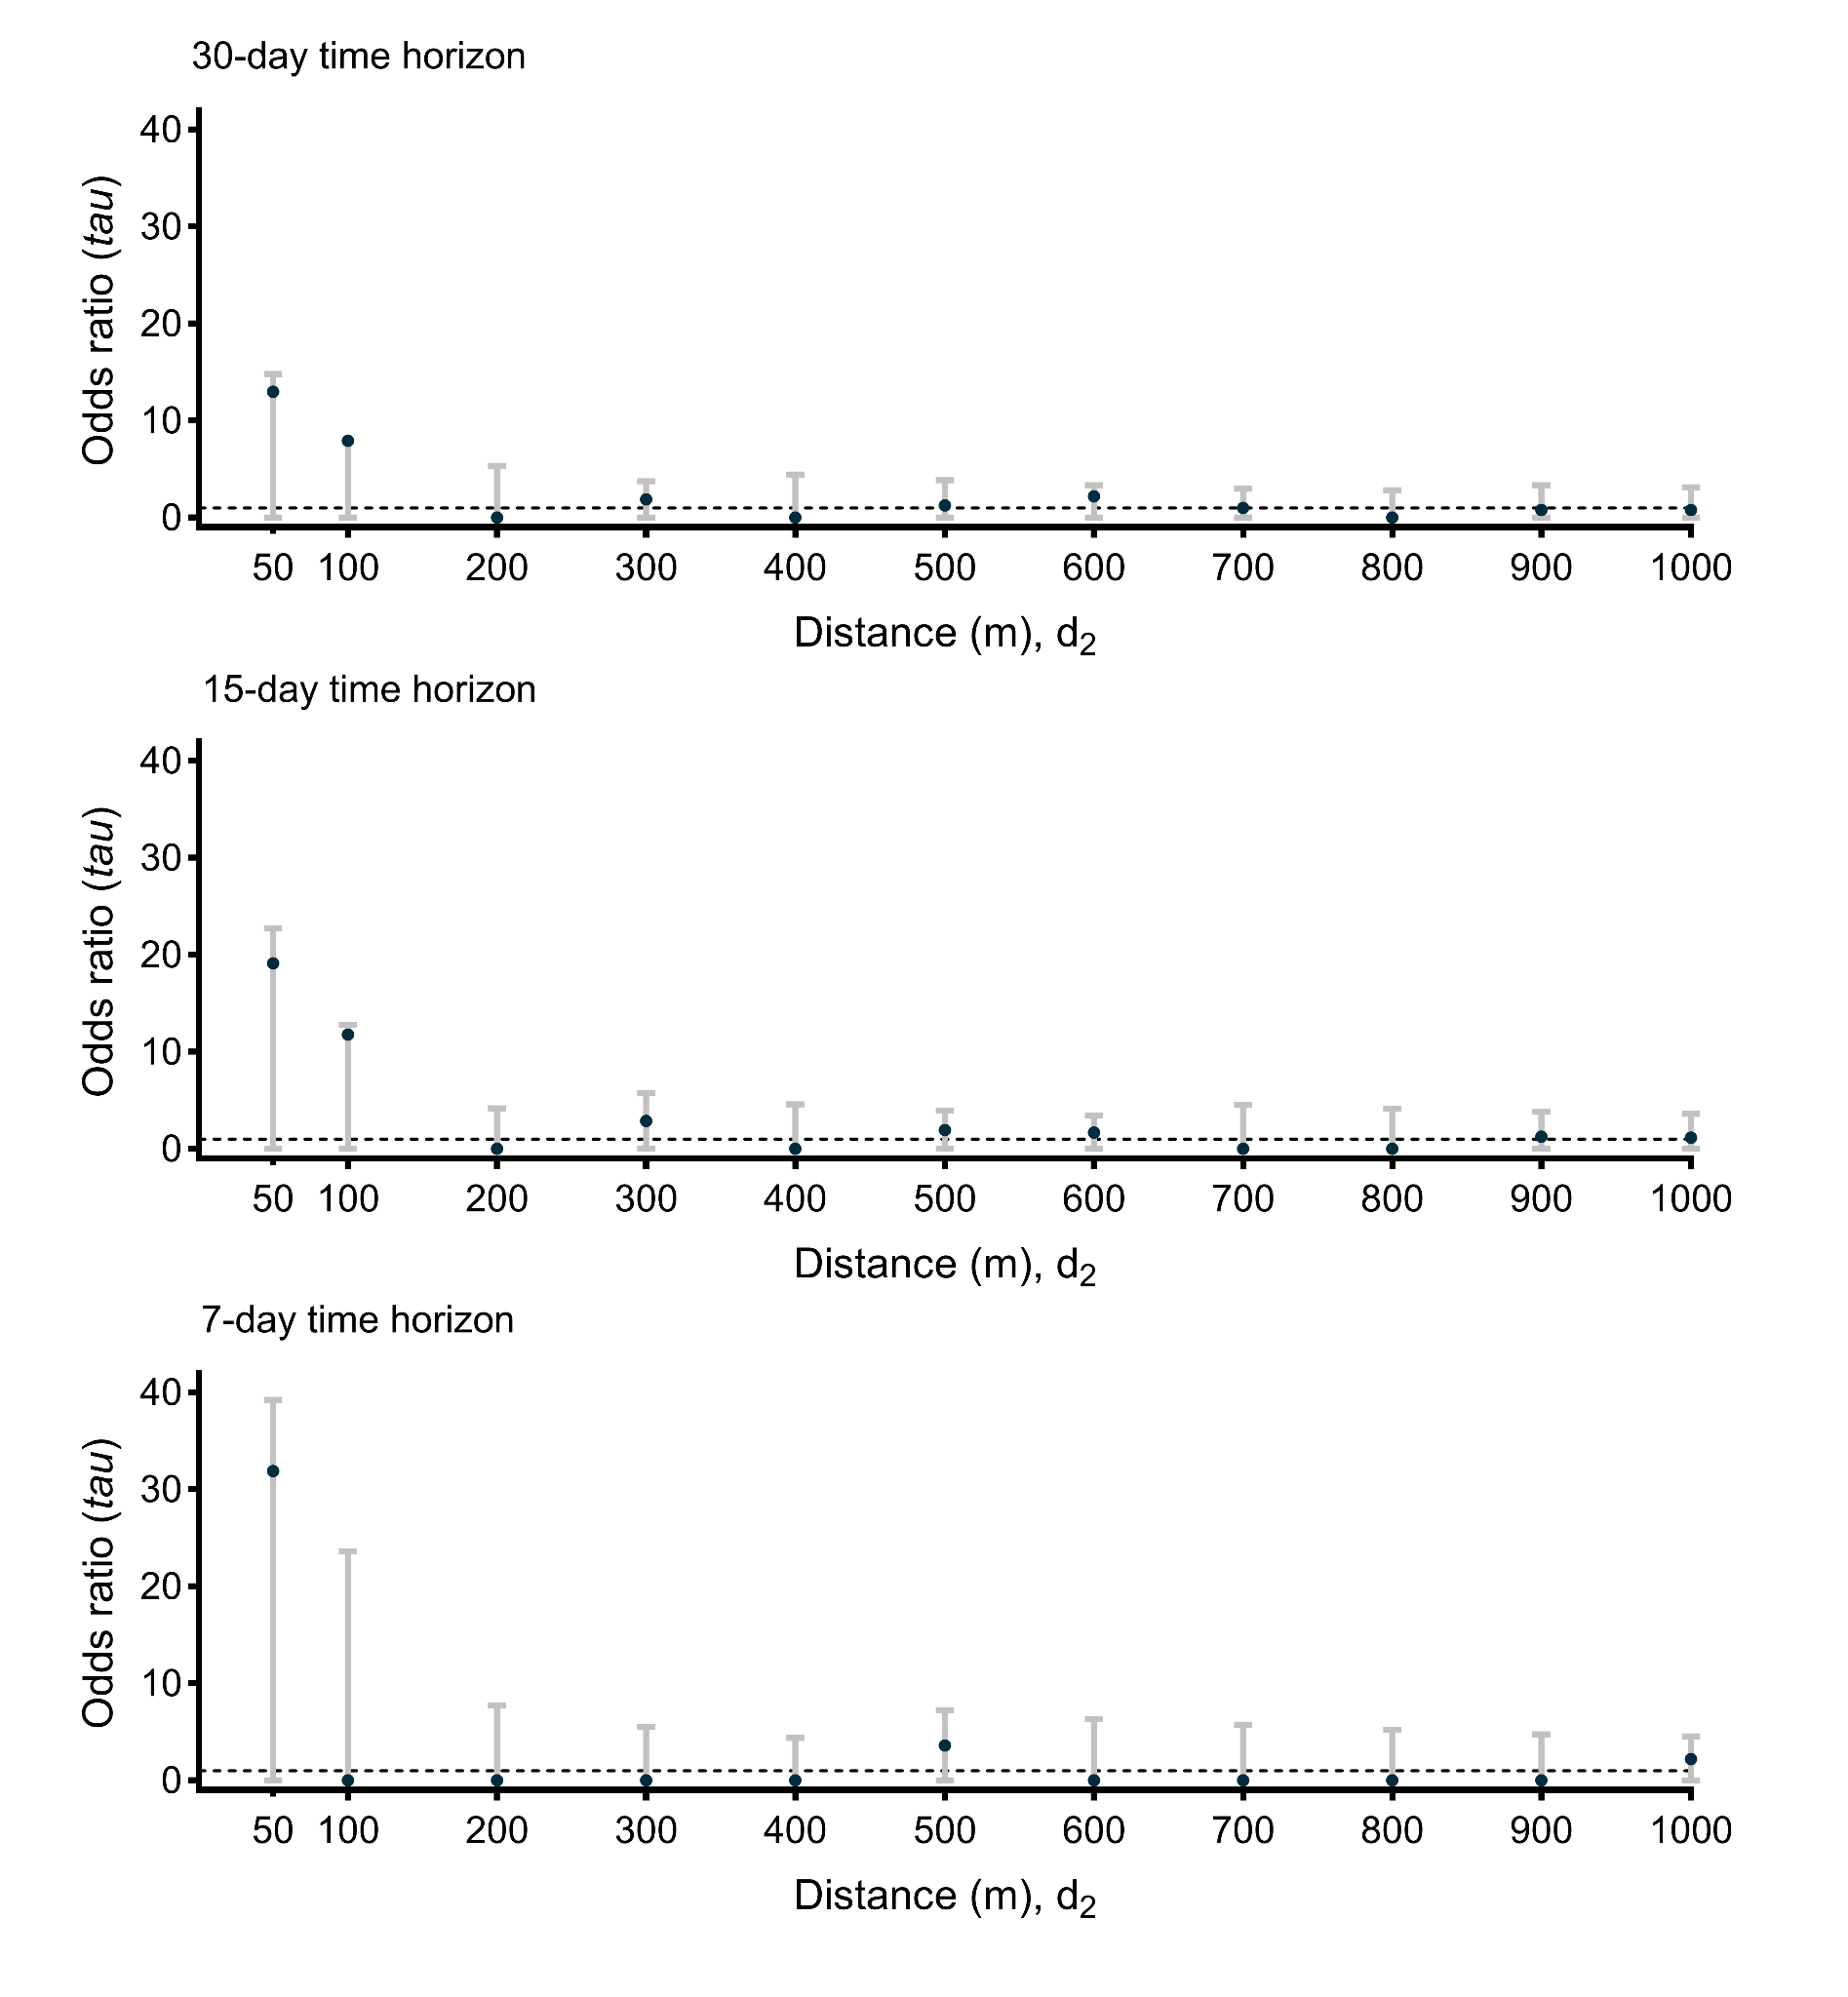 30-day time horizon
Odds ratio (tau)
40
30
20
10
0
50 100 200 300 400 500 600 700 800 900 1000
Distance (m), d₂
15-day time horizon
Odds ratio (tau)
40
30
20
10
0
50 100 200 300 400 500 600 700 800 900 1000
Distance (m), d₂
7-day time horizon
Odds ratio (tau)
40
30
20
10
0
50 100 200 300 400 500 600 700 800 900 1000
Distance (m), d₂